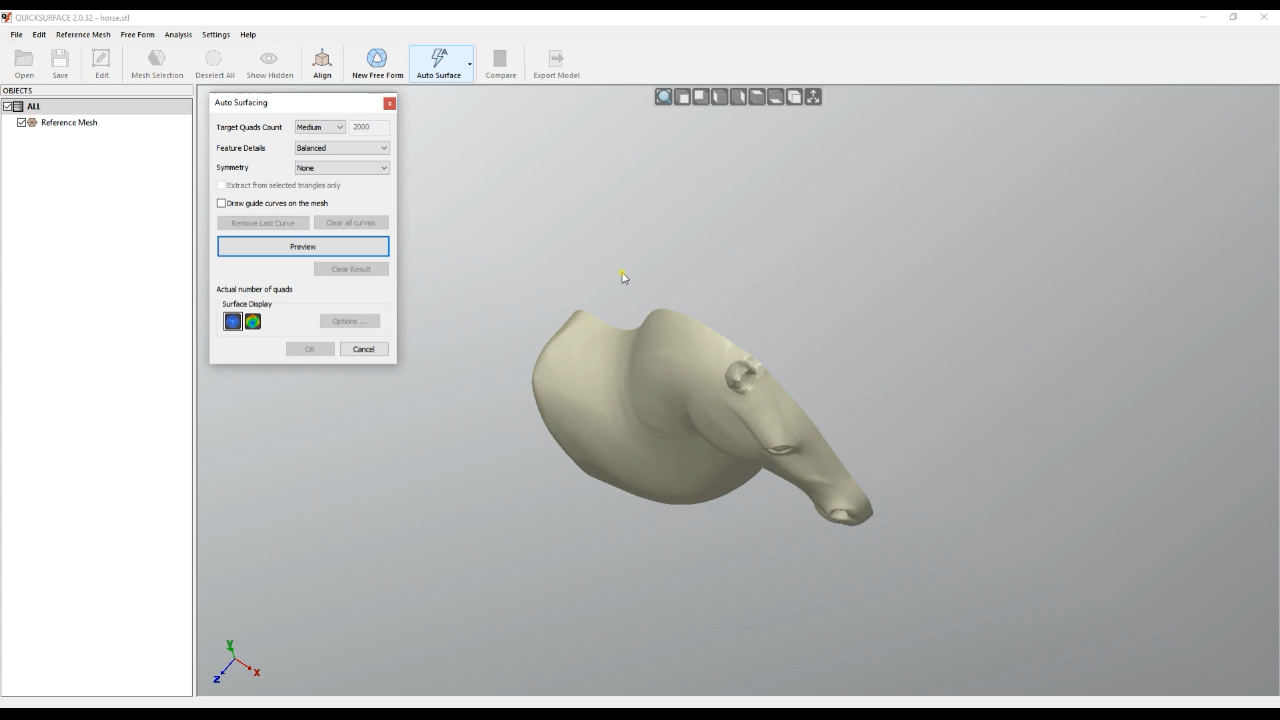 QUICKSURFACE 2.0.32 - horse.stl
File Edit Reference Mesh Free Form Analysis Settings Help
Open Save Edit Mesh Selection Deselect All Show Hidden Align New Free Form Auto Surface Compare Export Model
OBJECTS
ALL
Reference Mesh
Auto Surfacing
Target Quads Count Medium 2000
Feature Details Balanced
Symmetry None
Extract from selected triangles only
Draw guide curves on the mesh
Remove Last Curve Clear all curves
Preview
Clear Result
Actual number of quads
Surface Display
Options ...
OK Cancel
Y
X
Z